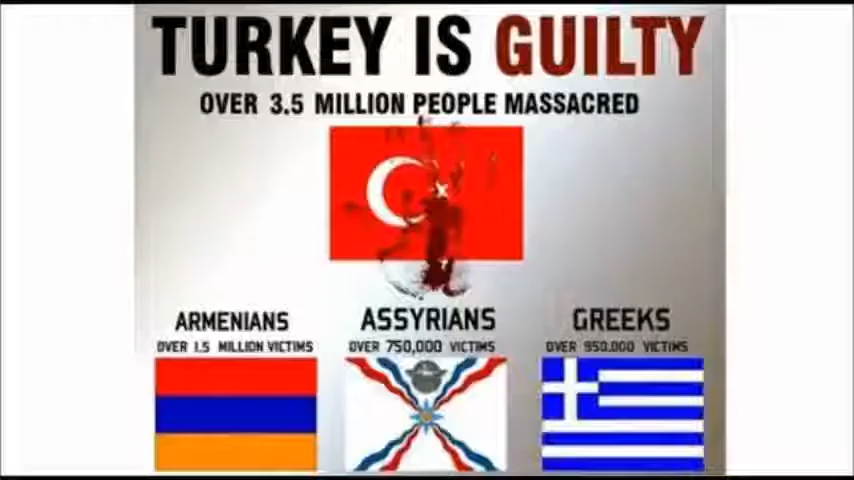 TURKEY IS GUILTY
OVER 3.5 MILLION PEOPLE MASSACRED
ARMENIANS
OVER 1.5 MILLION VICTIMS
ASSYRIANS
OVER 750,000 VICTIMS
GREEKS
OVER 950,000 VICTIMS